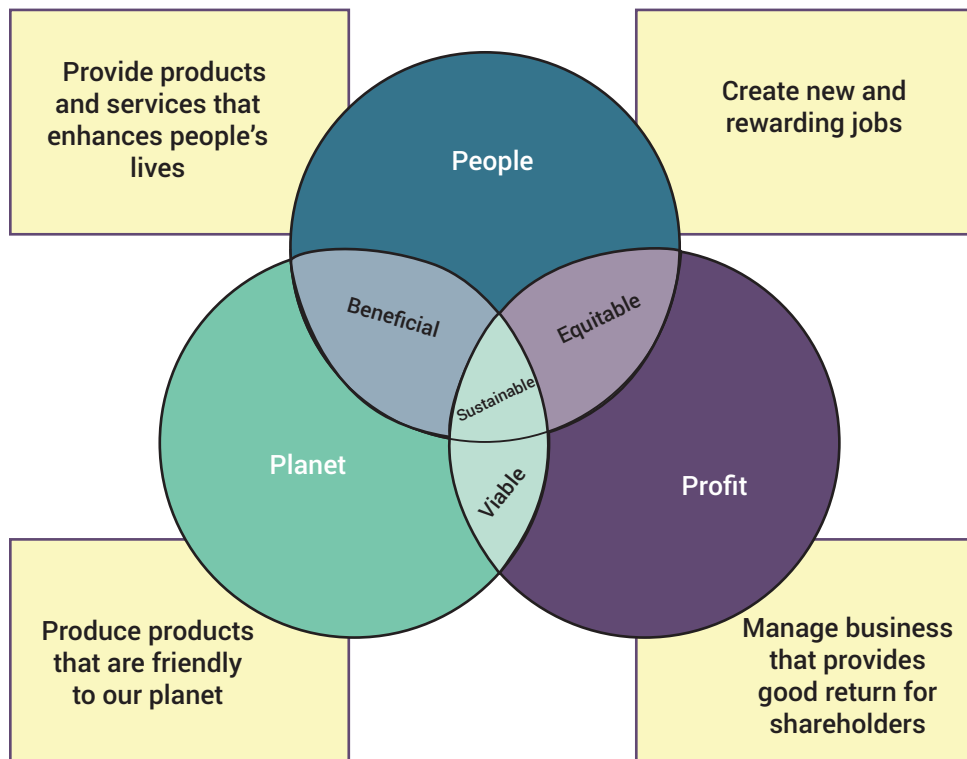 Provide products
and services that
enhances people's
lives
Create new and
rewarding jobs
People
Beneficial
Equitable
Sustainable
Planet
Viable
Profit
Produce products
that are friendly
to our planet
Manage business
that provides
good return for
shareholders